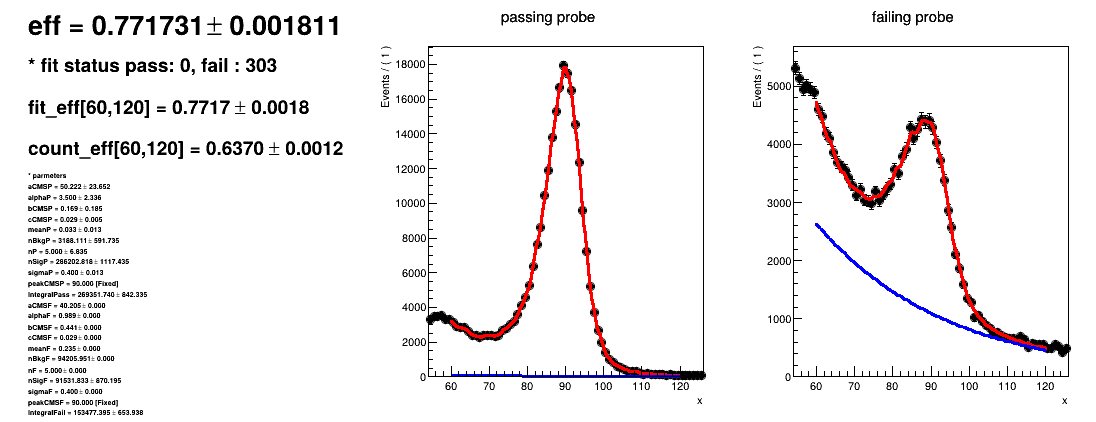 eff = 0.771731 ± 0.001811
* fit status pass: 0, fail : 303
fit_eff[60,120] = 0.7717 ± 0.0018
count_eff[60,120] = 0.6370 ± 0.0012
* parmeters
aCMSP = 50.222 ± 23.652
alphaP = 3.500 ± 2.336
bCMSP = 0.169 ± 0.185
cCMSP = 0.029 ± 0.005
meanP = 0.033 ± 0.013
nBkgP = 3188.111 ± 591.735
nP = 5.000 ± 6.835
nSigP = 286202.818 ± 1117.435
sigmaP = 0.400 ± 0.013
peakCMSP = 90.000 [Fixed]
integralPass = 269351.740 ± 842.335
aCMSF = 40.205 ± 0.000
alphaF = 0.989 ± 0.000
bCMSF = 0.441 ± 0.000
cCMSF = 0.029 ± 0.000
meanF = 0.235 ± 0.000
nBkgF = 94205.951 ± 0.000
nF = 5.000 ± 0.000
nSigF = 91531.833 ± 870.195
sigmaF = 0.400 ± 0.000
peakCMSF = 90.000 [Fixed]
integralFail = 153477.395 ± 653.938
passing probe
Events / ( 1 )
18000
16000
14000
12000
10000
8000
6000
4000
2000
0
60 70 80 90 100 110 120
x
failing probe
Events / ( 1 )
5000
4000
3000
2000
1000
0
60 70 80 90 100 110 120
x